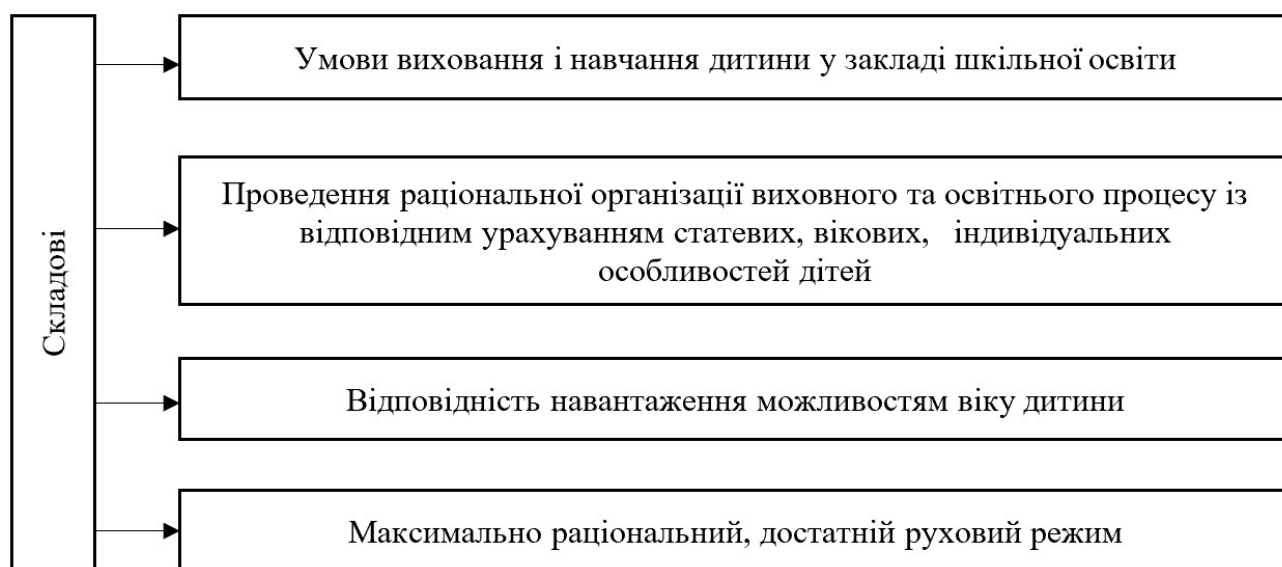 Складові
Умови виховання і навчання дитини у закладі шкільної освіти
Проведення раціональної організації виховного та освітнього процесу із
відповідним урахуванням статевих, вікових, індивідуальних
особливостей дітей
Відповідність навантаження можливостям віку дитини
Максимально раціональний, достатній руховий режим